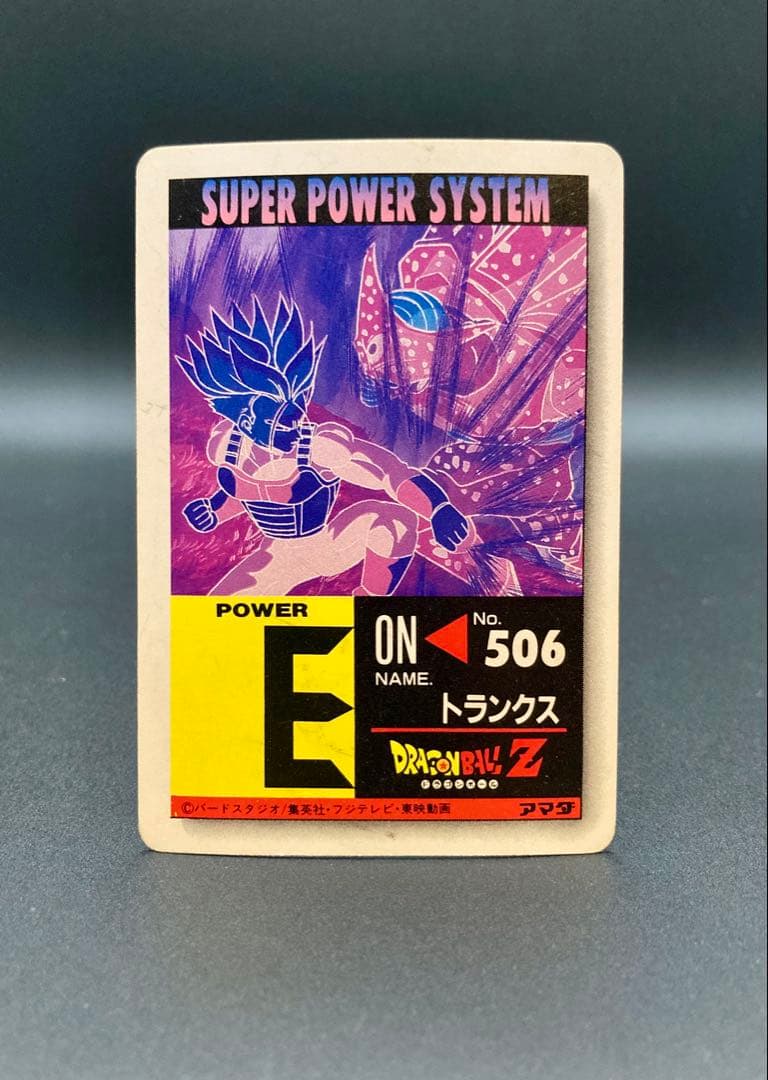 SUPER POWER SYSTEM
POWER
E
ON
No.
506
NAME.
トランクス
DRAGON BALL Z
ドラゴンボール
©バードスタジオ/集英社・フジテレビ・東映動画
アマダ